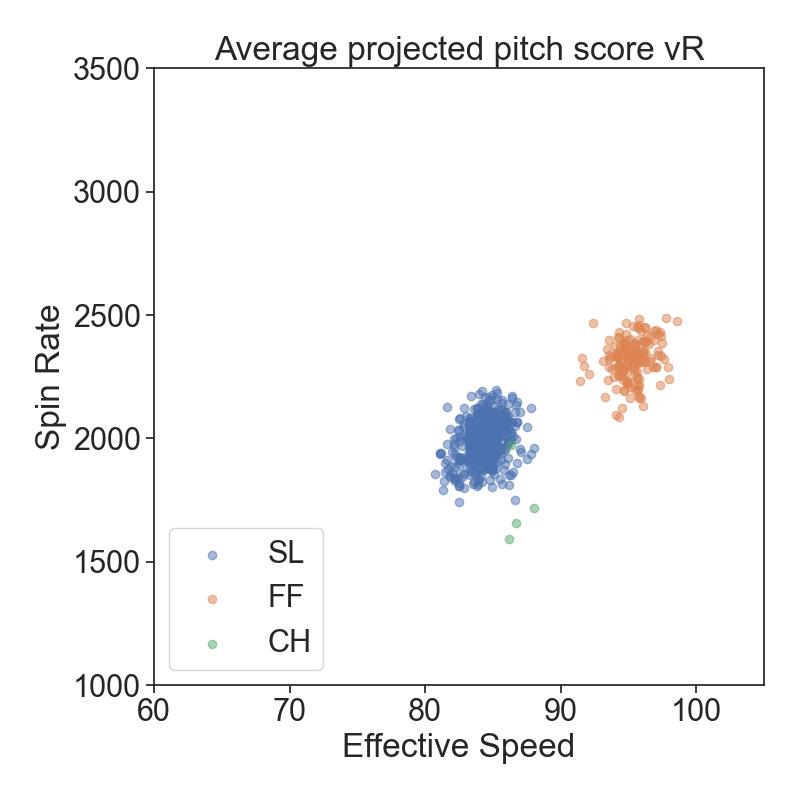 Average projected pitch score vR
3500
3000
2500
2000
1500
1000
Spin Rate
SL
FF
CH
60 70 80 90 100
Effective Speed